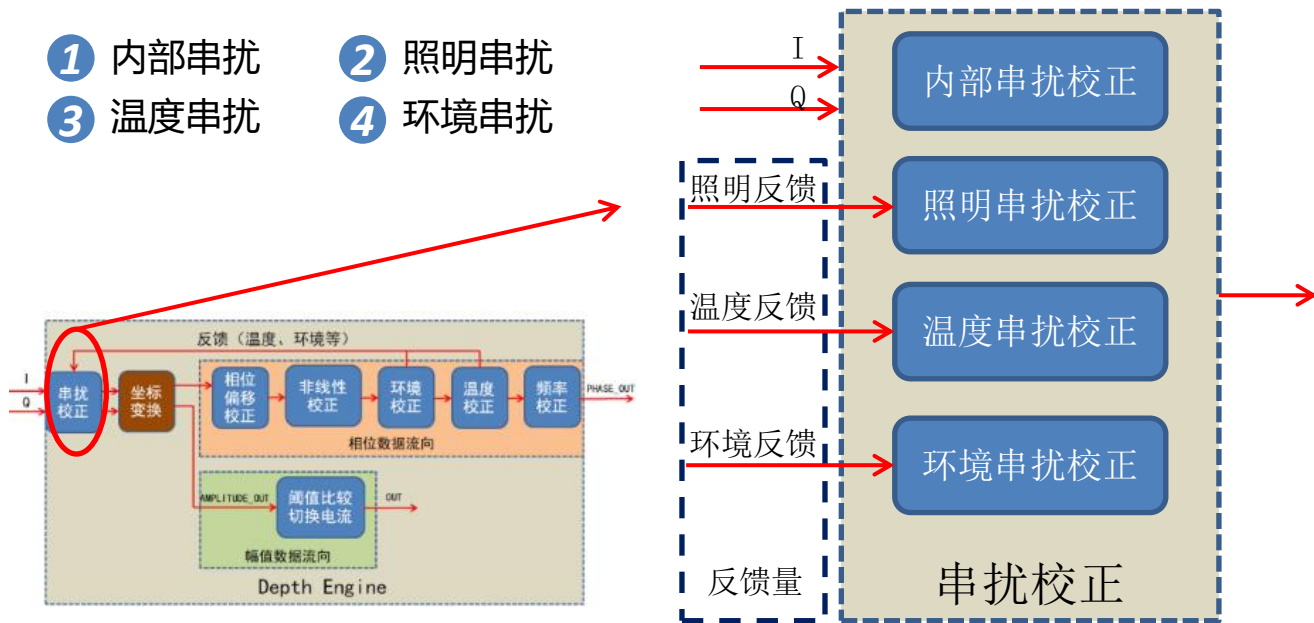 1 内部串扰
2 照明串扰
3 温度串扰
4 环境串扰
反馈（温度、环境等）
I
Q
串扰
校正
坐标
变换
相位
偏移
校正
非线性
校正
环境
校正
温度
校正
频率
校正
PHASE_OUT
相位数据流向
AMPLITUDE_OUT
阈值比较
切换电流
OUT
幅值数据流向
Depth Engine
I
Q
内部串扰校正
照明反馈
照明串扰校正
温度反馈
温度串扰校正
环境反馈
环境串扰校正
反馈量
串扰校正